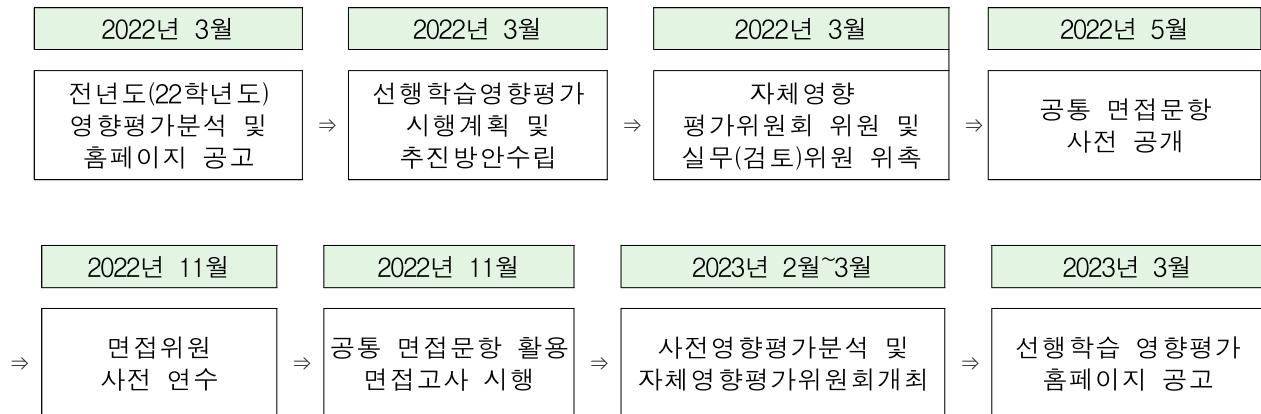 2022년 3월
2022년 3월
2022년 3월
2022년 5월
전년도(22학년도)
영향평가분석 및
홈페이지 공고
⇒
선행학습영향평가
시행계획 및
추진방안수립
⇒
자체영향
평가위원회 위원 및
실무(검토)위원 위촉
⇒
공통 면접문항
사전 공개
2022년 11월
2022년 11월
2023년 2월~3월
2023년 3월
⇒
면접위원
사전 연수
⇒
공통 면접문항 활용
면접고사 시행
⇒
사전영향평가분석 및
자체영향평가위원회개최
⇒
선행학습 영향평가
홈페이지 공고